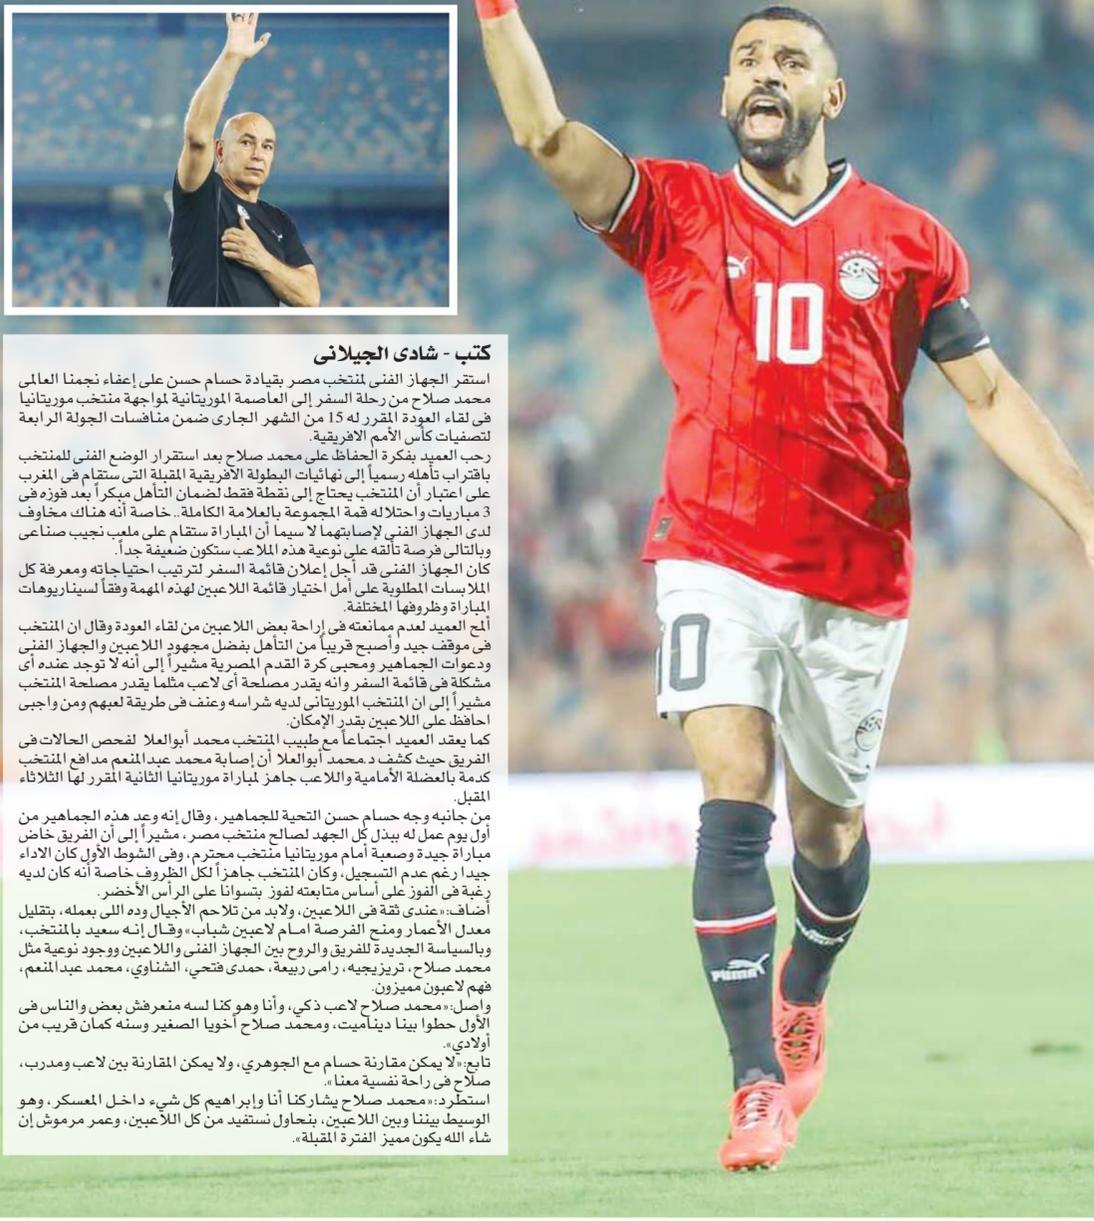 10
10
PUMA
كتب - شادى الجيلانى
استقر الجهاز الفنى لمنتخب مصر بقيادة حسام حسن على إعفاء نجمنا العالمى
محمد صلاح من رحلة السفر إلى العاصمة الموريتانية لمواجهة منتخب موريتانيا
فى لقاء العودة المقرر له 15 من الشهر الجارى ضمن منافسات الجولة الرابعة
لتصفيات كأس الأمم الافريقية.
رحب العميد بفكرة الحفاظ على محمد صلاح بعد استقرار الوضع الفنى للمنتخب
باقتراب تأهله رسمياً إلى نهائيات البطولة الافريقية المقبلة التى ستقام فى المغرب
على اعتبار أن المنتخب يحتاج إلى نقطة فقط لضمان التأهل مبكراً بعد فوزه فى
3 مباريات واحتلاله قمة المجموعة بالعلامة الكاملة.. خاصة أنه هناك مخاوف
لدى الجهاز الفنى لإصابتهما لا سيما أن المباراة ستقام على ملعب نجيب صناعى
وبالتالى فرصة تألقه على نوعية هذه الملاعب ستكون ضعيفة جداً.
كان الجهاز الفنى قد أجل إعلان قائمة السفر لترتيب احتياجاته ومعرفة كل
الملابسات المطلوبة على أمل اختيار قائمة اللاعبين لهذه المهمة وفقاً لسيناريوهات
المباراة وظروفها المختلفة.
ألمح العميد لعدم ممانعته فى إراحة بعض اللاعبين من لقاء العودة وقال ان المنتخب
فى موقف جيد وأصبح قريباً من التأهل بفضل مجهود اللاعبين والجهاز الفنى
ودعوات الجماهير ومحبى كرة القدم المصرية مشيراً إلى أنه لا توجد عنده أى
مشكلة فى قائمة السفر وانه يقدر مصلحة أى لاعب مثلما يقدر مصلحة المنتخب
مشيراً إلى ان المنتخب الموريتانى لديه شراسه وعنف فى طريقة لعبهم ومن واجبى
احافظ على اللاعبين بقدر الإمكان.
كما يعقد العميد اجتماعاً مع طبيب المنتخب محمد أبوالعلا لفحص الحالات فى
الفريق حيث كشف د.محمد أبوالعلا أن إصابة محمد عبدالمنعم مدافع المنتخب
كدمة بالعضلة الأمامية واللاعب جاهز لمباراة موريتانيا الثانية المقرر لها الثلاثاء
المقبل.
من جانبه وجه حسام حسن التحية للجماهير، وقال إنه وعد هذه الجماهير من
أول يوم عمل له ببذل كل الجهد لصالح منتخب مصر، مشيراً إلى أن الفريق خاض
مباراة جيدة وصعبة أمام موريتانيا منتخب محترم، وفى الشوط الأول كان الاداء
جيدا رغم عدم التسجيل، وكان المنتخب جاهزاً لكل الظروف خاصة أنه كان لديه
رغبة فى الفوز على أساس متابعته لفوز بتسوانا على الرأس الأخضر.
أضاف:«عندى ثقة فى اللاعبين، ولابد من تلاحم الأجيال وده اللى بعمله، بتقليل
معدل الأعمار ومنح الفرصة امام لاعبين شباب» وقال إنه سعيد بالمنتخب،
وبالسياسة الجديدة للفريق والروح بين الجهاز الفنى واللاعبين ووجود نوعية مثل
محمد صلاح، تريزيجيه، رامى ربيعة، حمدى فتحي، الشناوي، محمد عبدالمنعم،
فهم لاعبون مميزون.
واصل:«محمد صلاح لاعب ذكي، وأنا وهو كنا لسه منعرفش بعض والناس فى
الأول حطوا بينا ديناميت، ومحمد صلاح أخويا الصغير وسنه كمان قريب من
أولادي».
تابع:«لا يمكن مقارنة حسام مع الجوهري، ولا يمكن المقارنة بين لاعب ومدرب،
صلاح فى راحة نفسية معنا».
استطرد:«محمد صلاح يشاركنا أنا وإبراهيم كل شيء داخل المعسكر، وهو
الوسيط بيننا وبين اللاعبين، بنحاول نستفيد من كل اللاعبين، وعمر مرموش إن
شاء الله يكون مميز الفترة المقبلة».